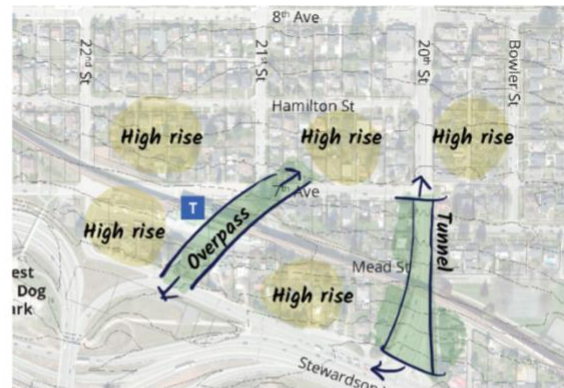 8th Ave
22nd St
21st St
20th St
Bowler St
Hamilton St
High rise
High rise
High rise
7th Ave
T
High rise
Overpass
Tunnel
Mead St
est
Dog
ark
High rise
Stewardson